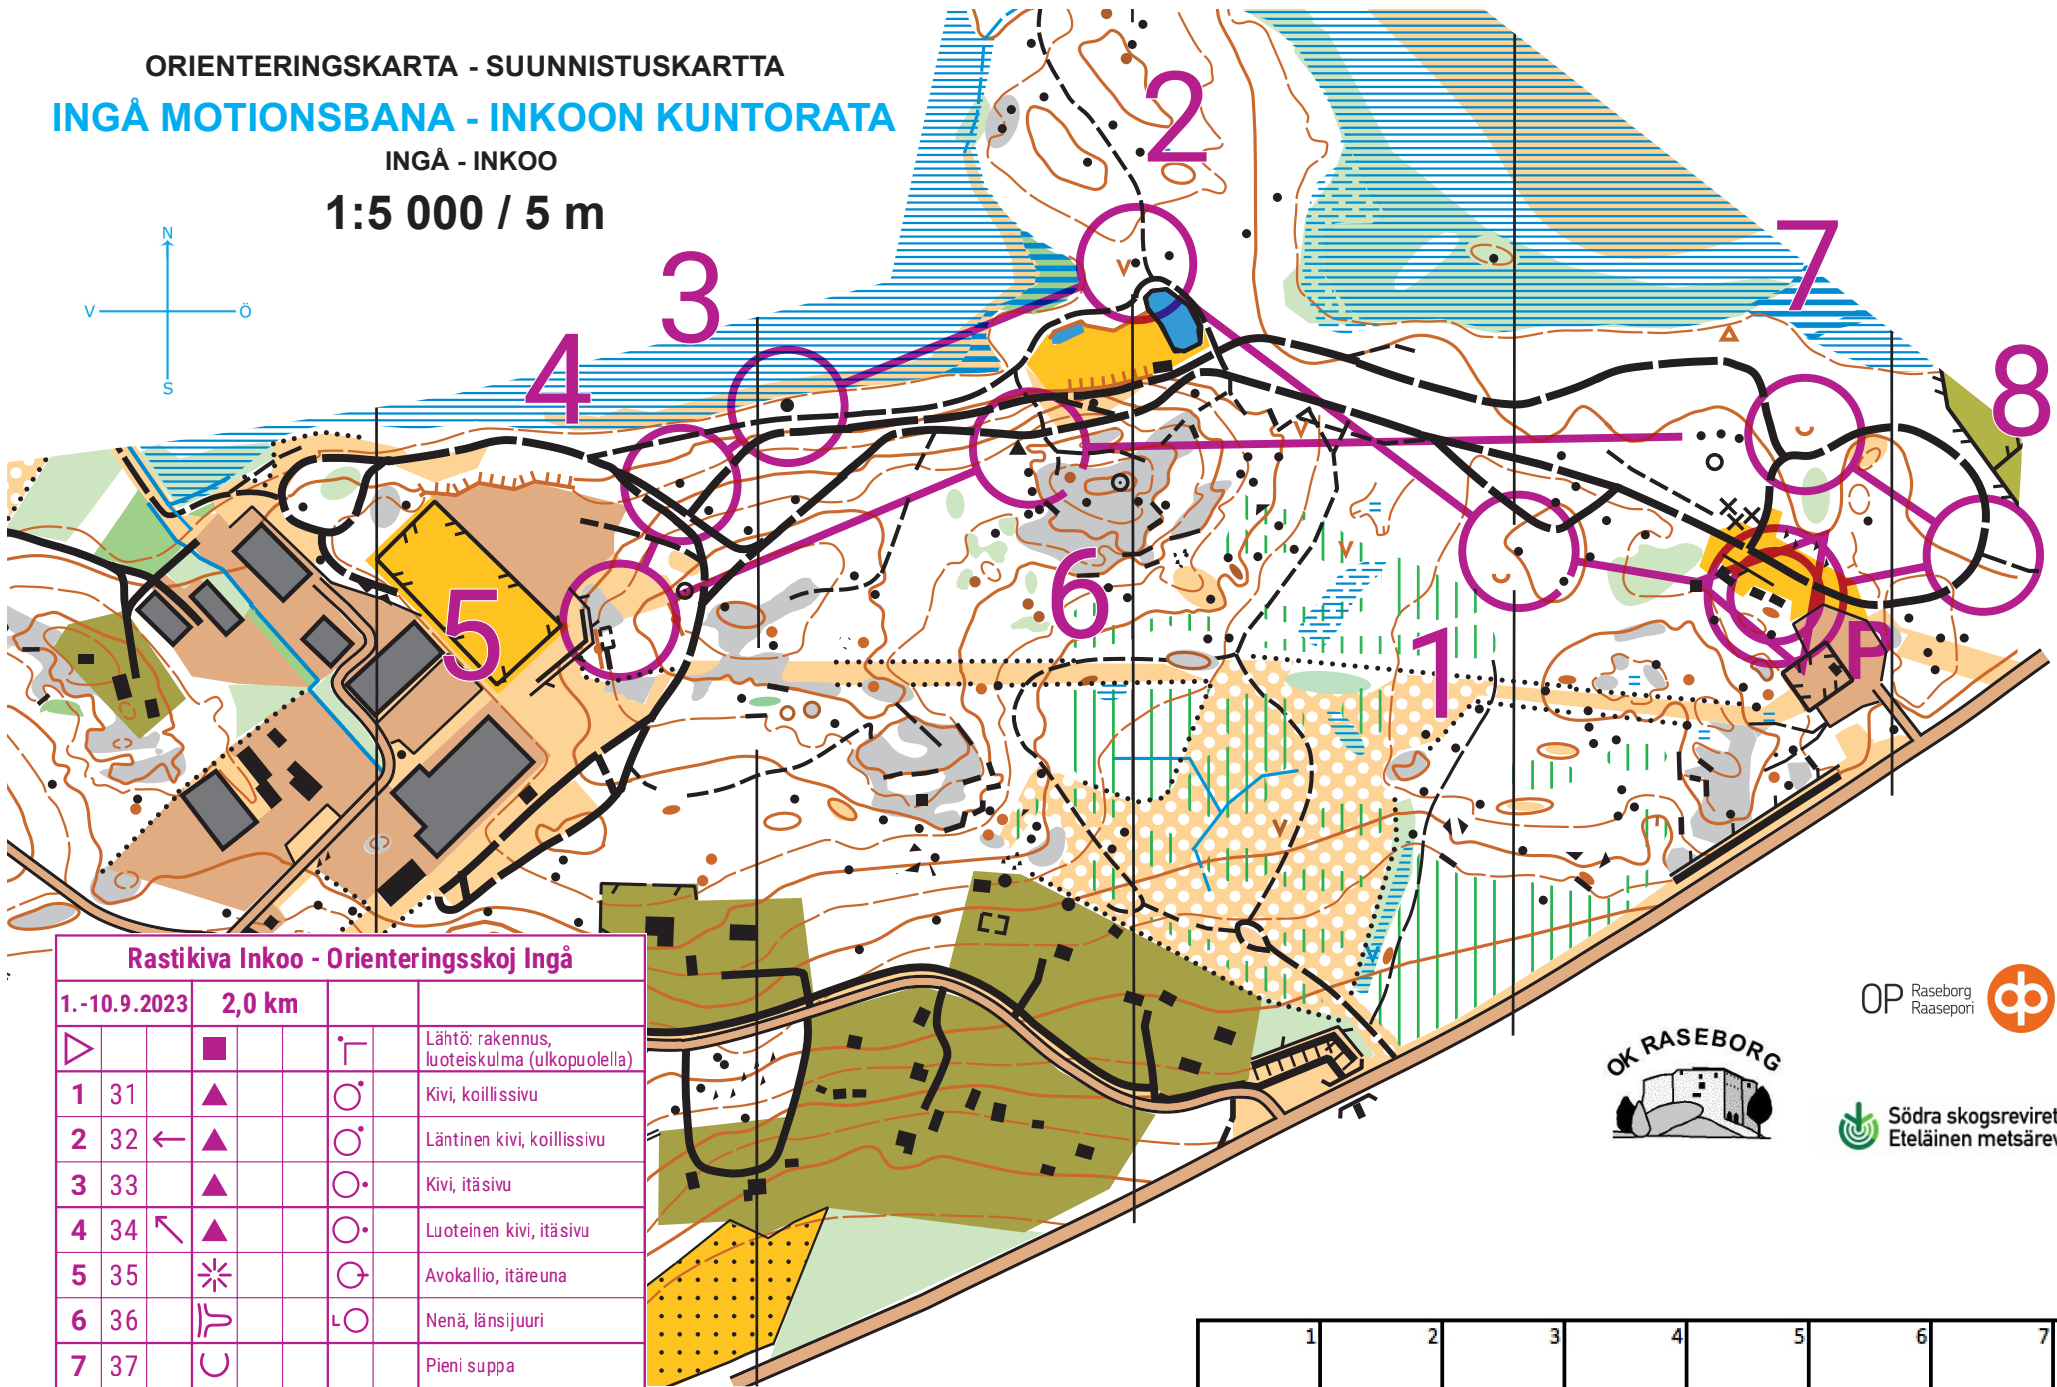 ORIENTERINGSKARTA - SUUNNISTUSKARTTA
INGÅ MOTIONSBANA - INKOON KUNTORATA
INGÅ - INKOO
1:5 000 / 5 m
N
V Ö
S
2
3
4
7
8
5
6
1
P
Rastikiva Inkoo - Orienteringsskoj Ingå
1.-10.9.2023 2,0 km
Lähtö: rakennus,
luoteiskulma (ulkopuolella)
1 31 Kivi, koillissivu
2 32 Läntinen kivi, koillissivu
3 33 Kivi, itäsivu
4 34 Luoteinen kivi, itäsivu
5 35 Avokallio, itäreuna
6 36 Nenä, länsijuuri
7 37 Pieni suppa
OP Raseborg
Raasepori
OK RASEBORG
Södra skogsreviret
Eteläinen metsärev
1 2 3 4 5 6 7